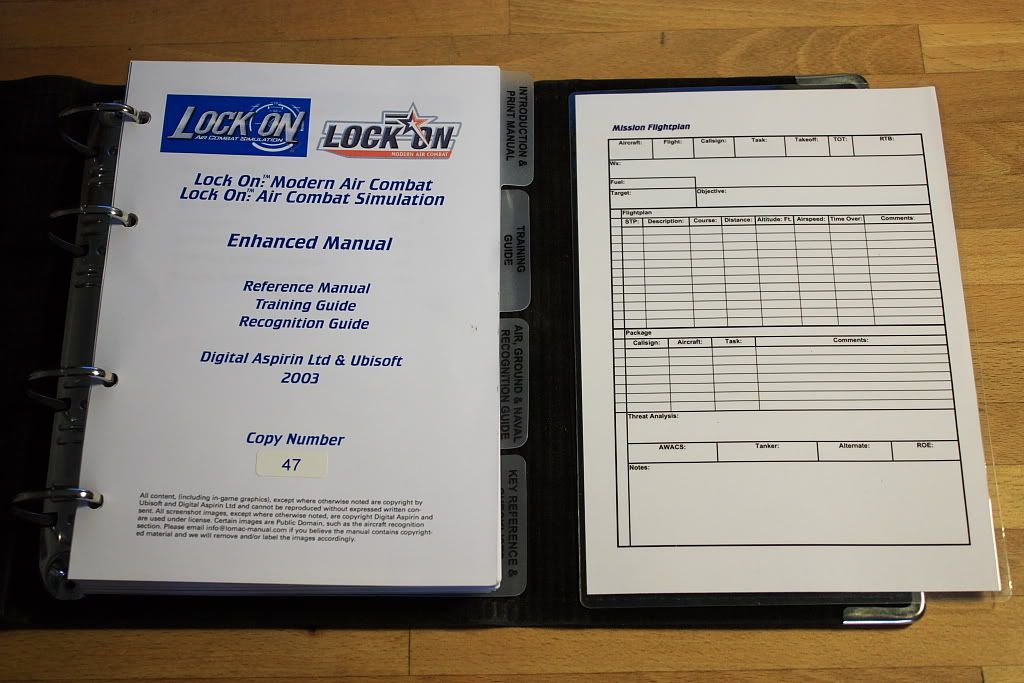 LOCK ON
AIR COMBAT SIMULATION
LOCK ON
MODERN AIR COMBAT
Lock On:™ Modern Air Combat
Lock On:™ Air Combat Simulation
Enhanced Manual
Reference Manual
Training Guide
Recognition Guide
Digital Aspirin Ltd & Ubisoft
2003
Copy Number
47
All content, (including in-game graphics), except where otherwise noted are copyright by
Ubisoft and Digital Aspirin Ltd and cannot be reproduced without expressed written con-
sent. All screenshot images, except where otherwise noted, are copyright Digital Aspirin and
are used under license. Certain images are Public Domain, such as the aircraft recognition
section. Please email info@lomac-manual.com if you believe the manual contains copyright-
ed material and we will remove and/or label the images accordingly.
INTRODUCTION &
PRINT MANUAL
TRAINING
GUIDE
AIR, GROUND & NAVAL
RECOGNITION GUIDE
KEY REFERENCE &
Mission Flightplan
Aircraft: Flight: Callsign: Task: Takeoff: TOT: RTB:
Wx:
Fuel:
Target: Objective:
Flightplan
STP: Description: Course: Distance: Altitude: Ft. Airspeed: Time Over: Comments:
Package
Callsign: Aircraft: Task: Comments:
Threat Analysis:
AWACS: Tanker: Alternate: ROE:
Notes: